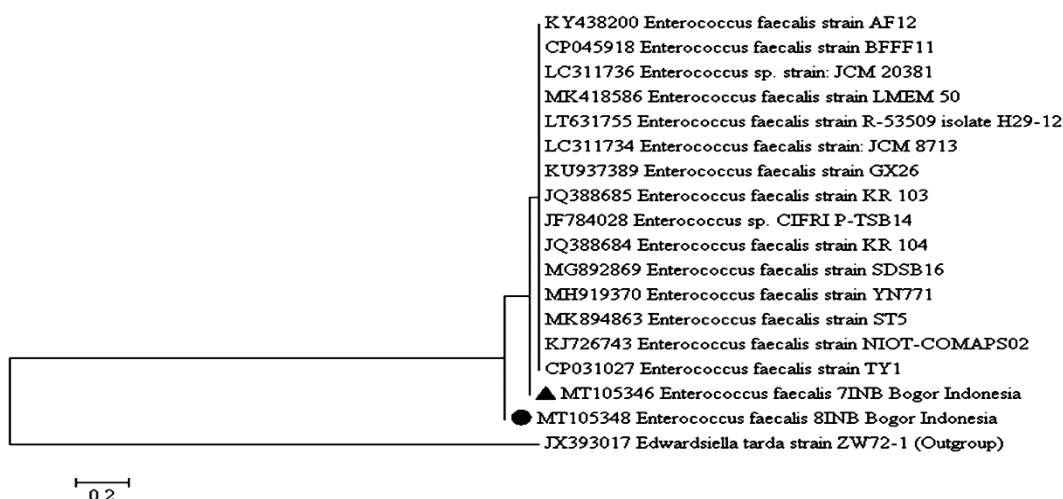 KY438200 Enterococcus faecalis strain AF12
CP045918 Enterococcus faecalis strain BFFF11
LC311736 Enterococcus sp. strain: JCM 20381
MK418586 Enterococcus faecalis strain LMEM 50
LT631755 Enterococcus faecalis strain R-53509 isolate H29-12
LC311734 Enterococcus faecalis strain: JCM 8713
KU937389 Enterococcus faecalis strain GX26
JQ388685 Enterococcus faecalis strain KR 103
JF784028 Enterococcus sp. CIFRI P-TSB14
JQ388684 Enterococcus faecalis strain KR 104
MG892869 Enterococcus faecalis strain SDSB16
MH919370 Enterococcus faecalis strain YN771
MK894863 Enterococcus faecalis strain ST5
KJ726743 Enterococcus faecalis strain NIOT-COMAPS02
CP031027 Enterococcus faecalis strain TY1
MT105346 Enterococcus faecalis 7INB Bogor Indonesia
MT105348 Enterococcus faecalis 8INB Bogor Indonesia
JX393017 Edwardsiella tarda strain ZW72-1 (Outgroup)
0.2